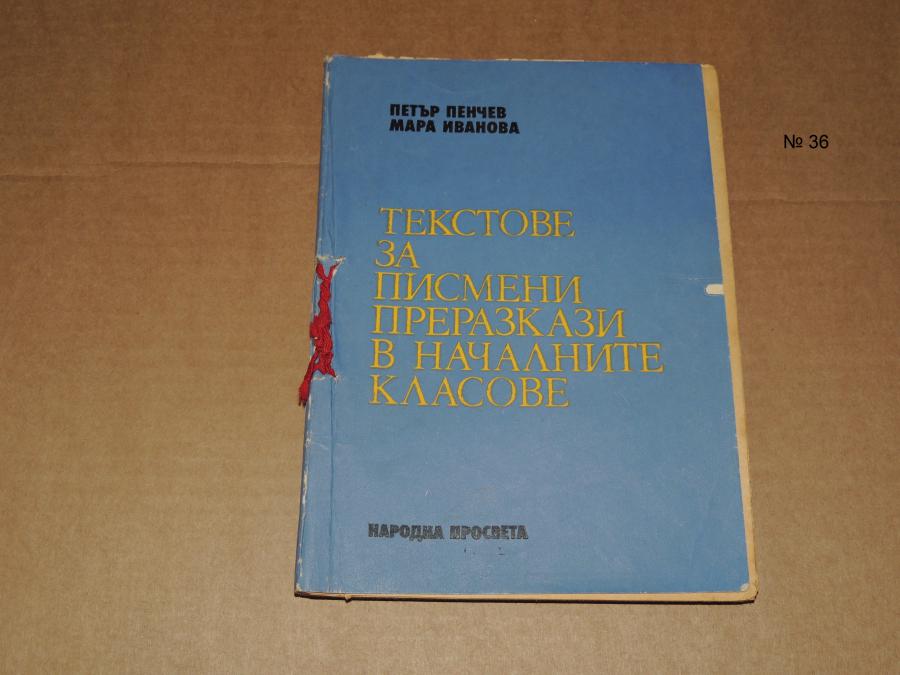 ПЕТЪР ПЕНЧЕВ
МАРА ИВАНОВА
№ 36
ТЕКСТОВЕ
ЗА
ПИСМЕНИ
ПРЕРАЗКАЗИ
В НАЧАЛНИТЕ
КЛАСОВЕ
НАРОДНА ПРОСВЕТА